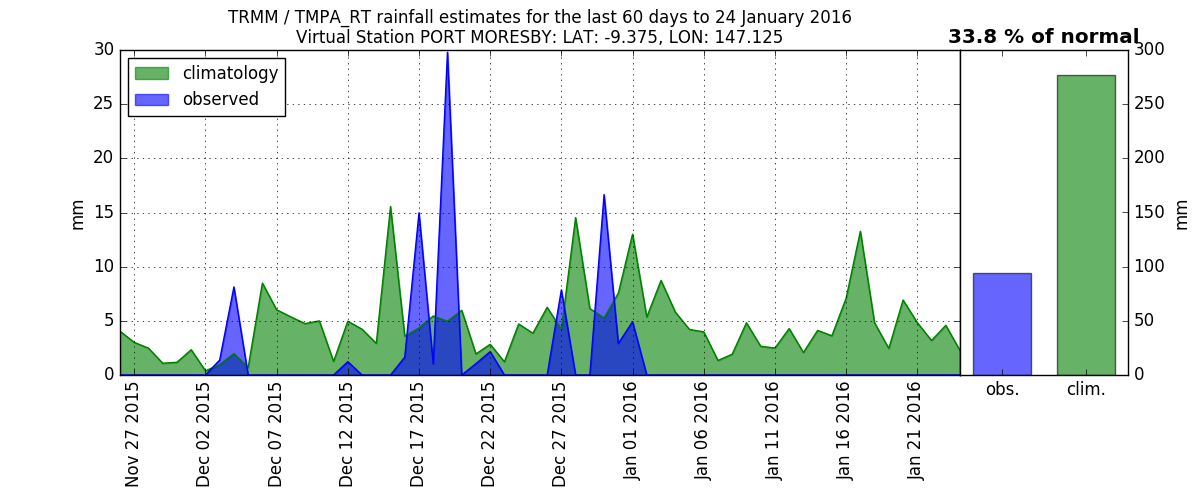 TRMM / TMPA_RT rainfall estimates for the last 60 days to 24 January 2016
Virtual Station PORT MORESBY: LAT: -9.375, LON: 147.125
33.8 % of normal
climatology
observed
30
25
20
15
10
5
0
mm
Nov 27 2015
Dec 02 2015
Dec 07 2015
Dec 12 2015
Dec 17 2015
Dec 22 2015
Dec 27 2015
Jan 01 2016
Jan 06 2016
Jan 11 2016
Jan 16 2016
Jan 21 2016
300
250
200
150
100
50
0
mm
obs.
clim.